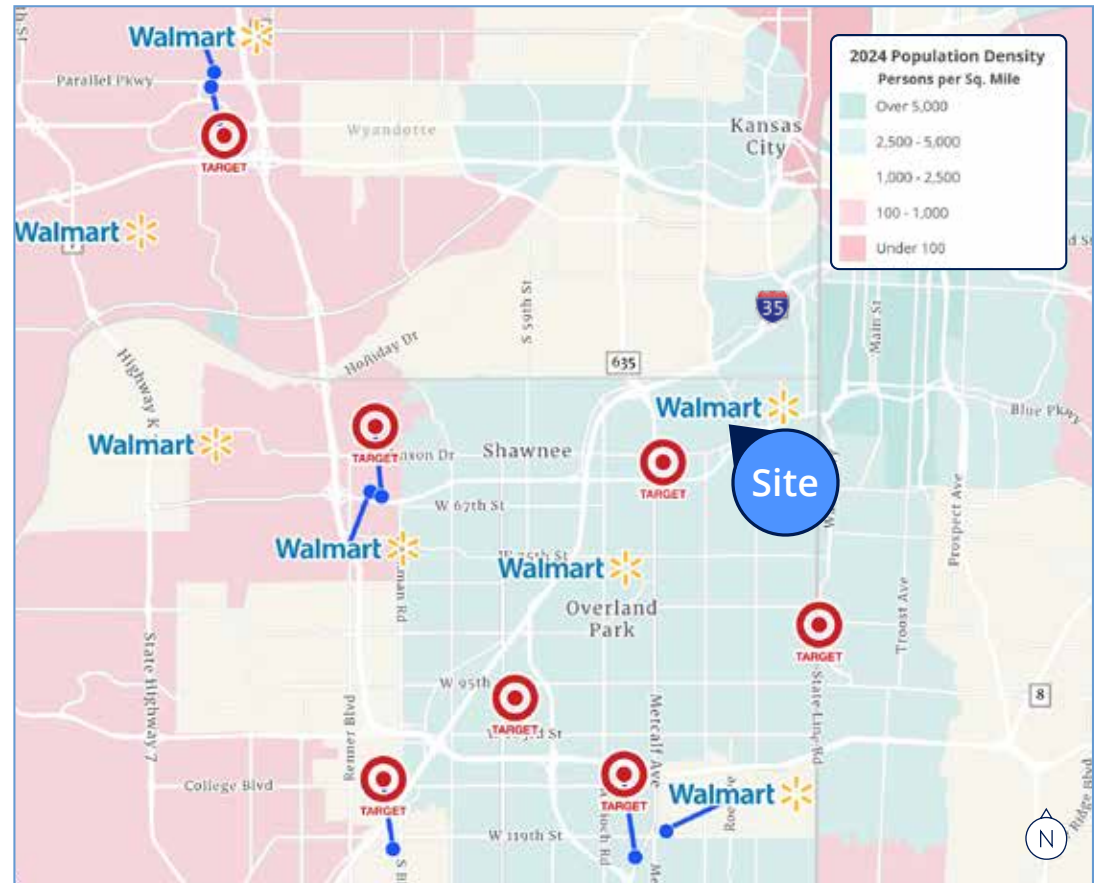 Walmart
Parallel Pkwy
TARGET
Wyandotte
Kansas
City
2024 Population Density
Persons per Sq. Mile
Over 5,000
2,500 - 5,000
1,000 - 2,500
100 - 1,000
Under 100
Walmart
35
S 59th St
Main St
Holliday Dr
635
Highway K
Walmart
Blue Pkwy
Walmart
TARGET
Shawnee
TARGET
Site
W 67th St
Prospect Ave
Walmart
W 75th St
Walmart
Overland
Park
Troost Ave
TARGET
State Highway 7
W 95th
TARGET
State Line Rd
8
Renner Blvd
Metcalf Ave
College Blvd
TARGET
TARGET
Walmart
W 119th St
N